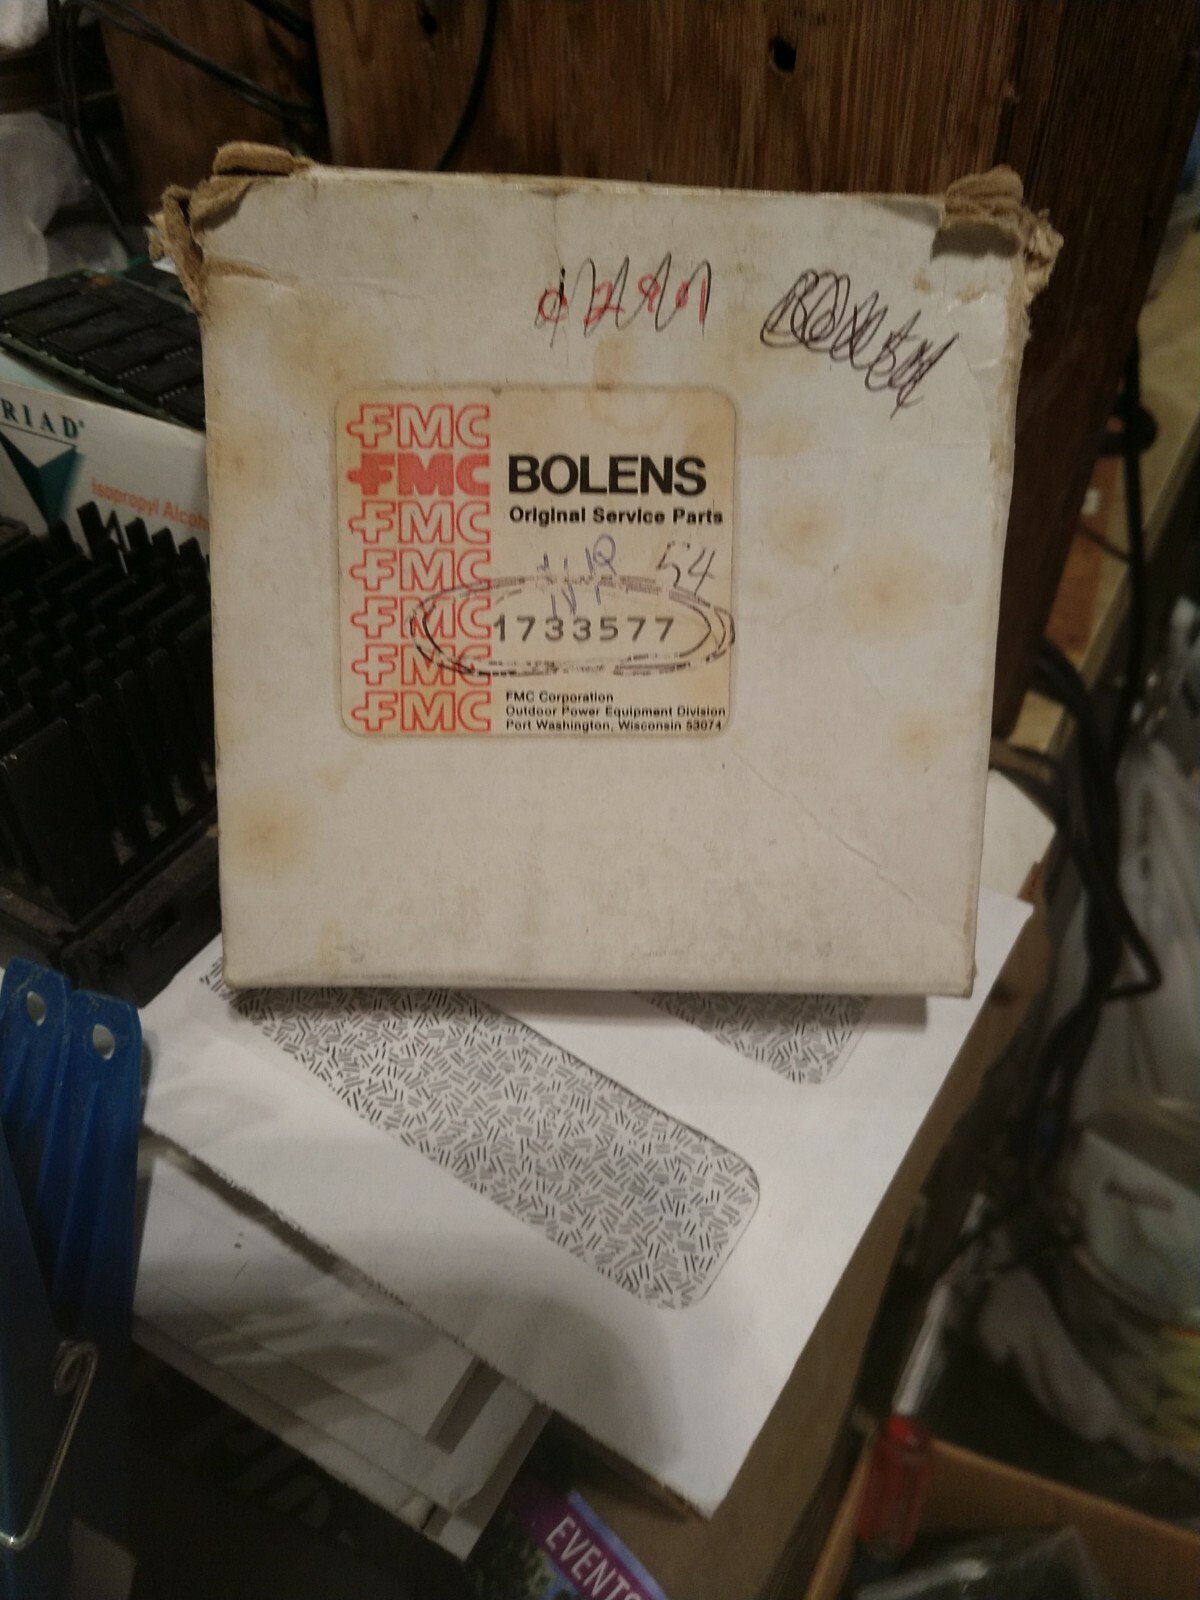 FMC
FMC
FMC
FMC
FMC
FMC
FMC
BOLENS
Original Service Parts
54
1733577
FMC Corporation
Outdoor Power Equipment Division
Port Washington, Wisconsin 53074
RIAD
Isopropyl Alcoh
EVENTS